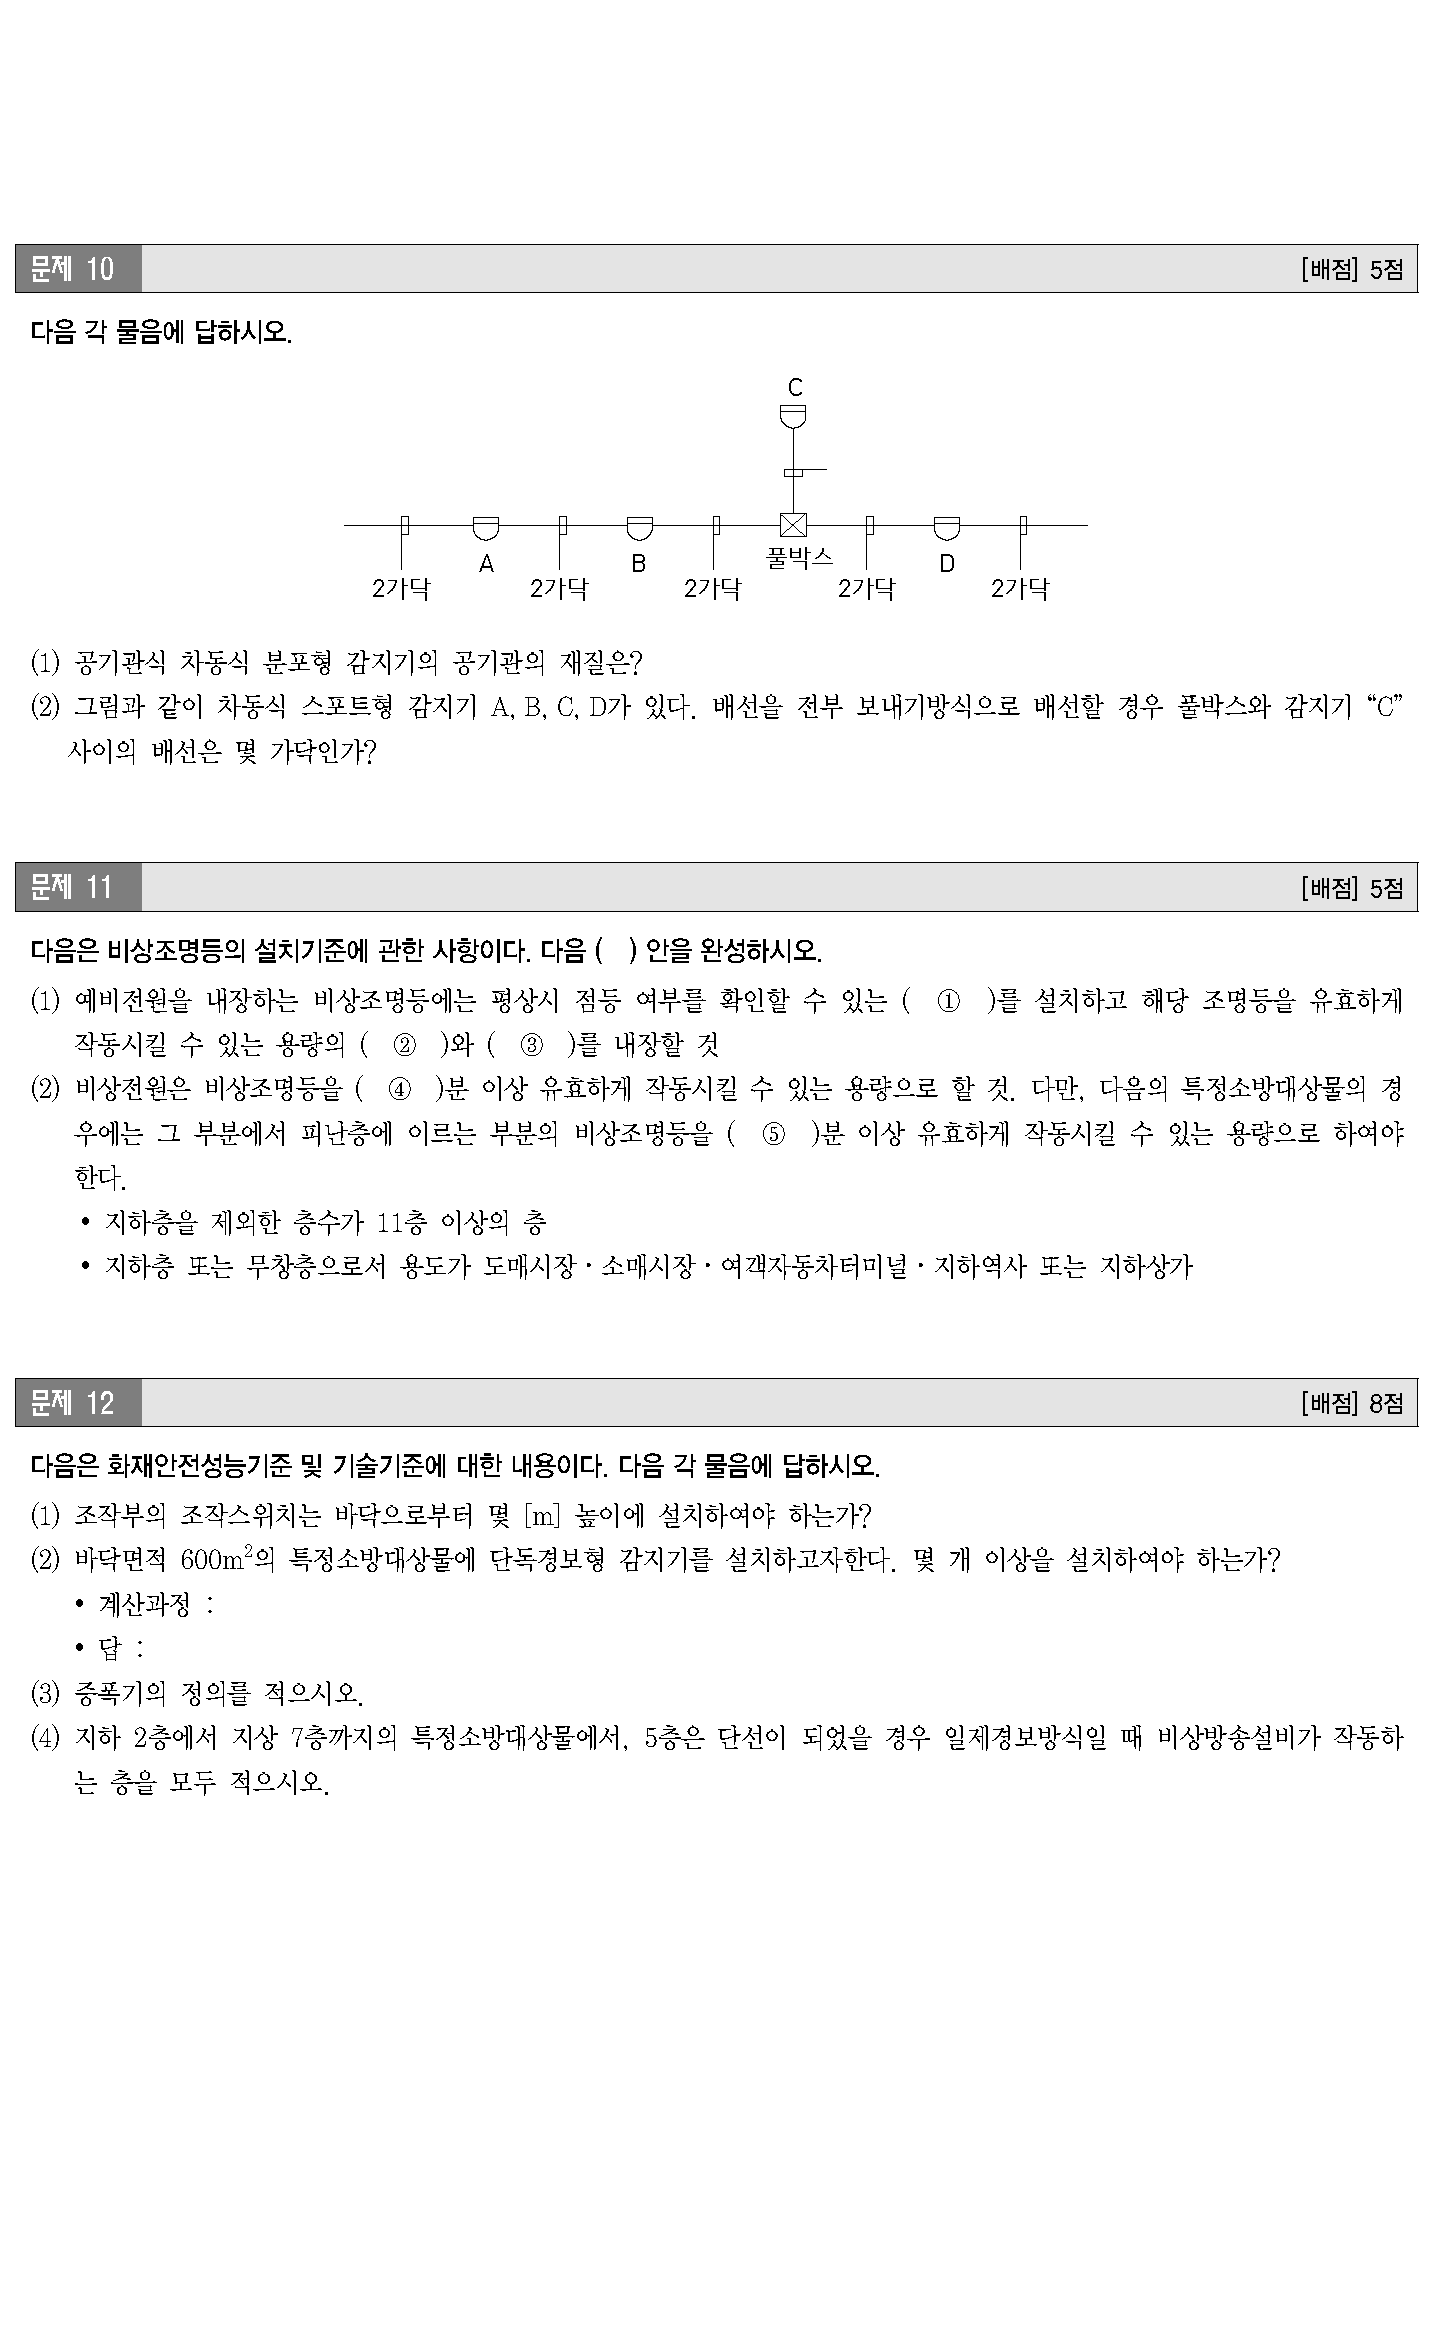 문제 10 [배점] 5점
다음 각 물음에 답하시오.
C
A B 풀박스 D
2가닥 2가닥 2가닥 2가닥 2가닥
(1) 공기관식 차동식 분포형 감지기의 공기관의 재질은?
(2) 그림과 같이 차동식 스포트형 감지기 A, B, C, D가 있다. 배선을 전부 보내기방식으로 배선할 경우 풀박스와 감지기 “C”
사이의 배선은 몇 가닥인가?
문제 11 [배점] 5점
다음은 비상조명등의 설치기준에 관한 사항이다. 다음 ( ) 안을 완성하시오.
(1) 예비전원을 내장하는 비상조명등에는 평상시 점등 여부를 확인할 수 있는 ( ① )를 설치하고 해당 조명등을 유효하게
작동시킬 수 있는 용량의 ( ② )와 ( ③ )를 내장할 것
(2) 비상전원은 비상조명등을 ( ④ )분 이상 유효하게 작동시킬 수 있는 용량으로 할 것. 다만, 다음의 특정소방대상물의 경
우에는 그 부분에서 피난층에 이르는 부분의 비상조명등을 ( ⑤ )분 이상 유효하게 작동시킬 수 있는 용량으로 하여야
한다.
• 지하층을 제외한 층수가 11층 이상의 층
• 지하층 또는 무창층으로서 용도가 도매시장·소매시장·여객자동차터미널·지하역사 또는 지하상가
문제 12 [배점] 8점
다음은 화재안전성능기준 및 기술기준에 대한 내용이다. 다음 각 물음에 답하시오.
(1) 조작부의 조작스위치는 바닥으로부터 몇 [m] 높이에 설치하여야 하는가?
(2) 바닥면적 600m²의 특정소방대상물에 단독경보형 감지기를 설치하고자한다. 몇 개 이상을 설치하여야 하는가?
• 계산과정 :
• 답 :
(3) 증폭기의 정의를 적으시오.
(4) 지하 2층에서 지상 7층까지의 특정소방대상물에서, 5층은 단선이 되었을 경우 일제경보방식일 때 비상방송설비가 작동하
는 층을 모두 적으시오.